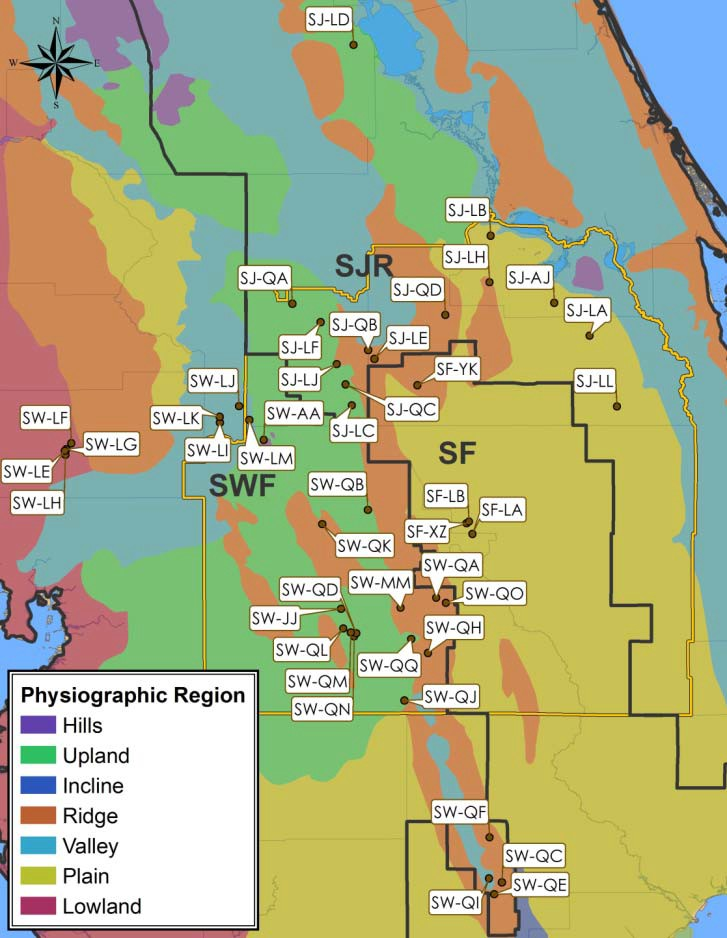 SJ-LD
N
W
E
S
SJ-LB
SJR
SJ-LH
SJ-QA
SJ-QD
SJ-AJ
SJ-LA
SJ-LF
SJ-QB
SJ-LE
SJ-LJ
SF-YK
SJ-QC
SJ-LL
SW-LJ
SW-LF
SW-LK
SW-AA
SJ-LC
SW-LG
SW-LI
SW-LM
SF
SW-LE
SWF
SW-QB
SW-LH
SF-LB
SF-LA
SF-XZ
SW-QK
SW-QA
SW-QD
SW-MM
SW-QO
SW-JJ
SW-QH
SW-QL
SW-QQ
SW-QM
SW-QJ
SW-QN
Physiographic Region
Hills
Upland
Incline
Ridge
Valley
Plain
Lowland
SW-QF
SW-QC
SW-QE
SW-QI